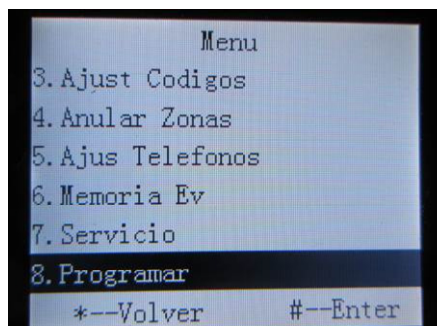 Menu
3. Ajust Codigos
4. Anular Zonas
5. Ajus Telefonos
6. Memoria Ev
7. Servicio
8. Programar
*--Volver #--Enter